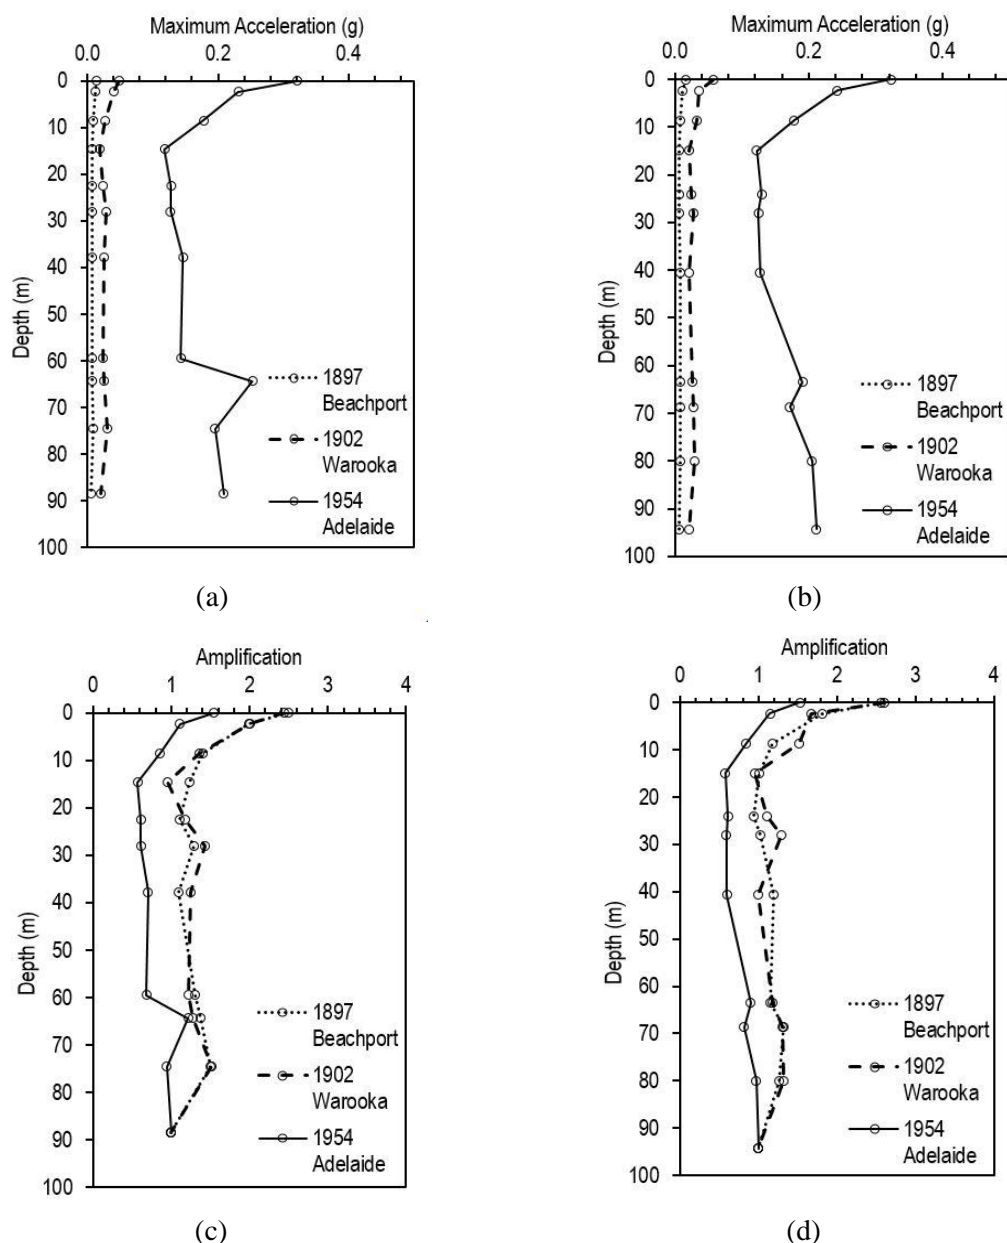 Maximum Acceleration (g)
0.0 0.2 0.4
0
10
20
30
40
50
60
70
80
90
100
Depth (m)
1897
Beachport
1902
Warooka
1954
Adelaide
(a)
Maximum Acceleration (g)
0.0 0.2 0.4
0
10
20
30
40
50
60
70
80
90
100
Depth (m)
1897
Beachport
1902
Warooka
1954
Adelaide
(b)
Amplification
0 1 2 3 4
0
10
20
30
40
50
60
70
80
90
100
Depth (m)
1897
Beachport
1902
Warooka
1954
Adelaide
(c)
Amplification
0 1 2 3 4
0
10
20
30
40
50
60
70
80
90
100
Depth (m)
1897
Beachport
1902
Warooka
1954
Adelaide
(d)